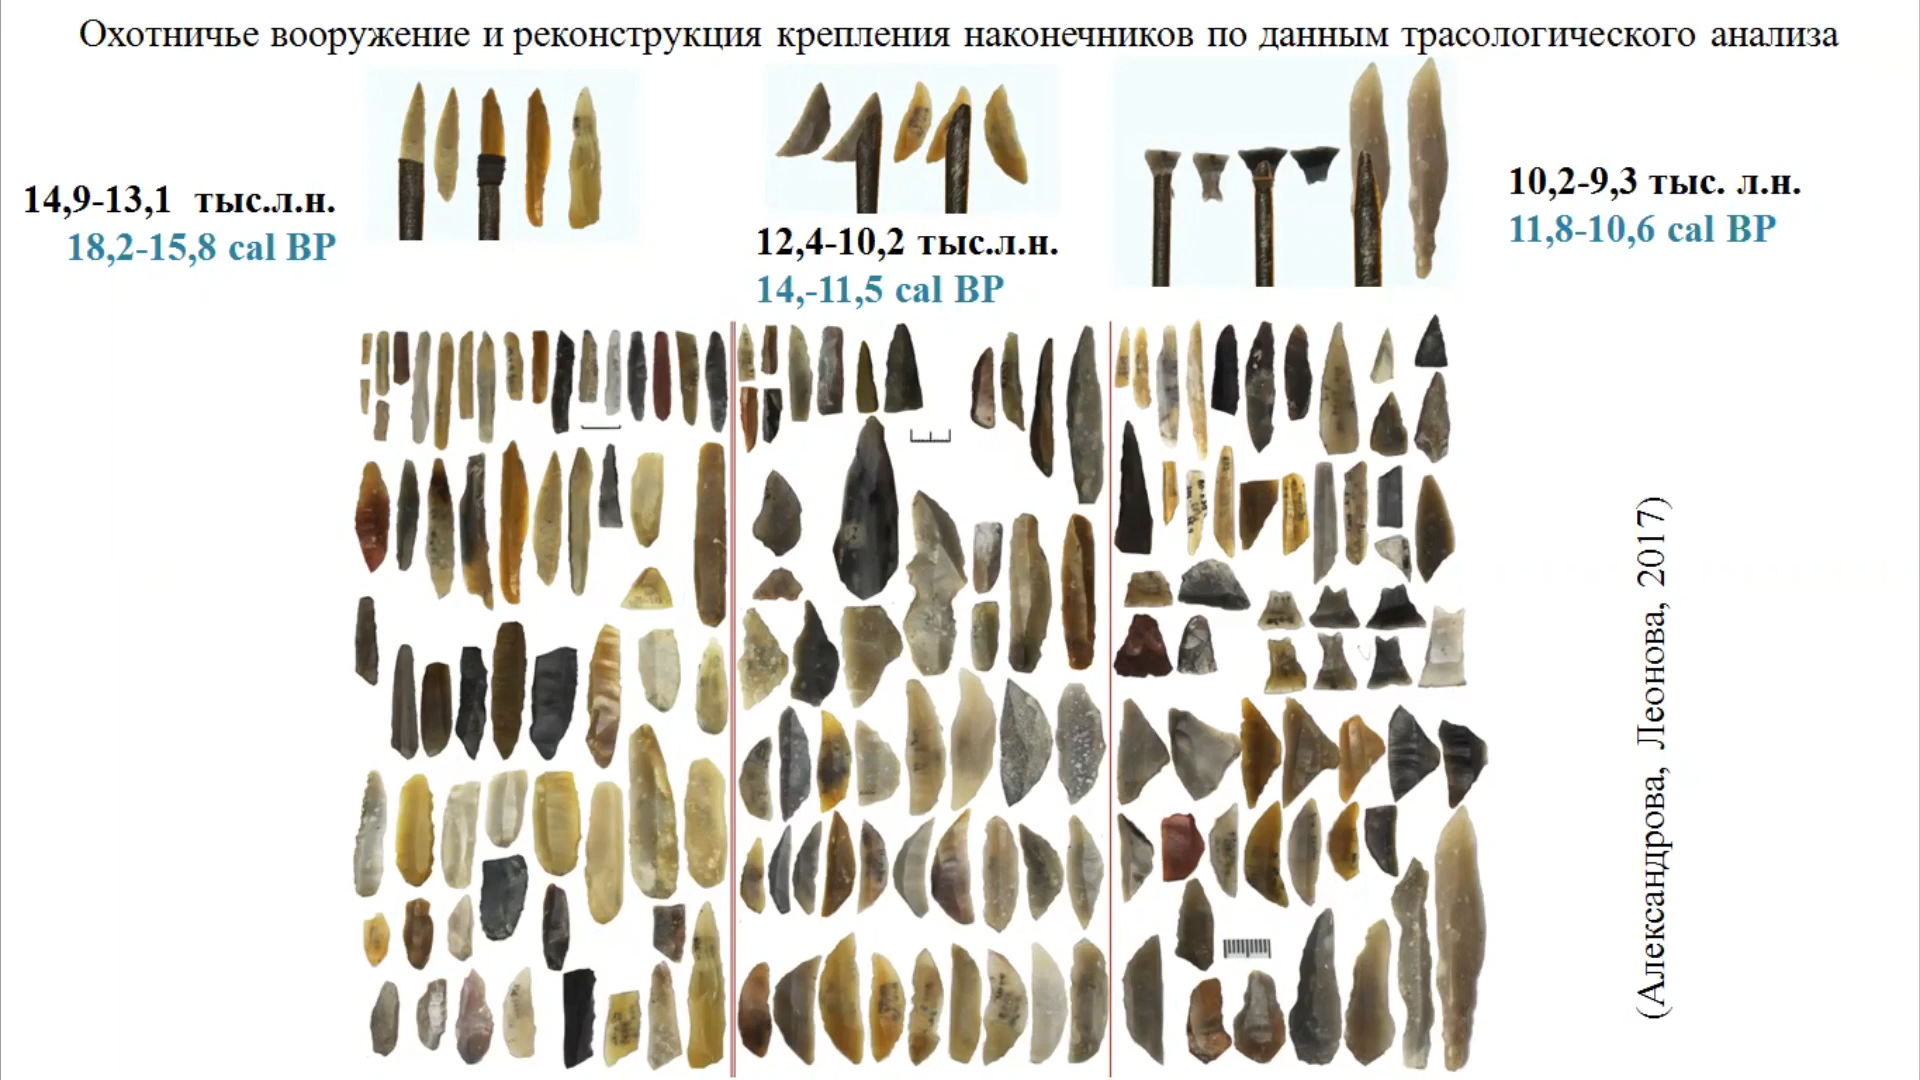 Охотничье вооружение и реконструкция крепления наконечников по данным трасологического анализа
14,9-13,1 тыс.л.н.
18,2-15,8 cal BP
12,4-10,2 тыс.л.н.
14,-11,5 cal BP
10,2-9,3 тыс. л.н.
11,8-10,6 cal BP
(Александрова, Леонова, 2017)